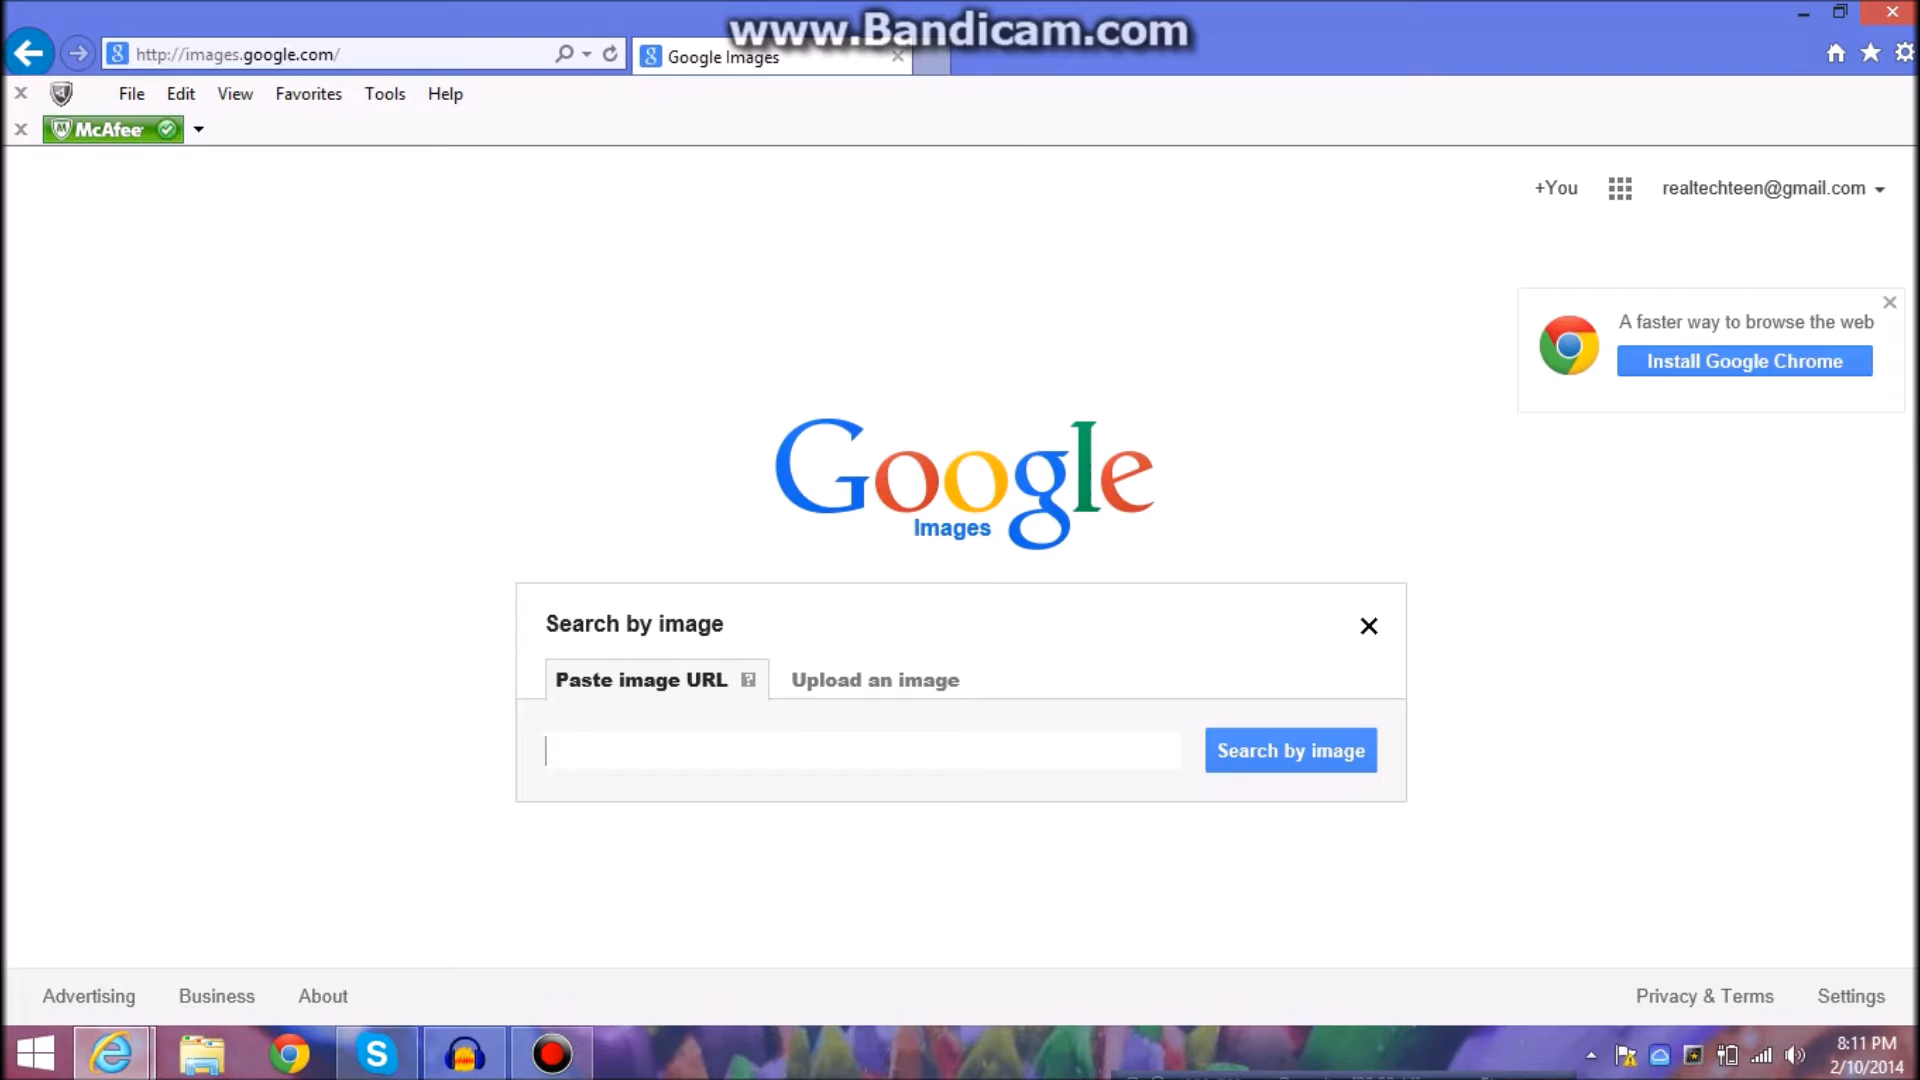 www.Bandicam.com
http://images.google.com/
Google Images
File Edit View Favorites Tools Help
McAfee
+You realtechteen@gmail.com
A faster way to browse the web
Install Google Chrome
Google
Images
Search by image
Paste image URL ? Upload an image
Search by image
Advertising Business About Privacy & Terms Settings
8:11 PM
2/10/2014